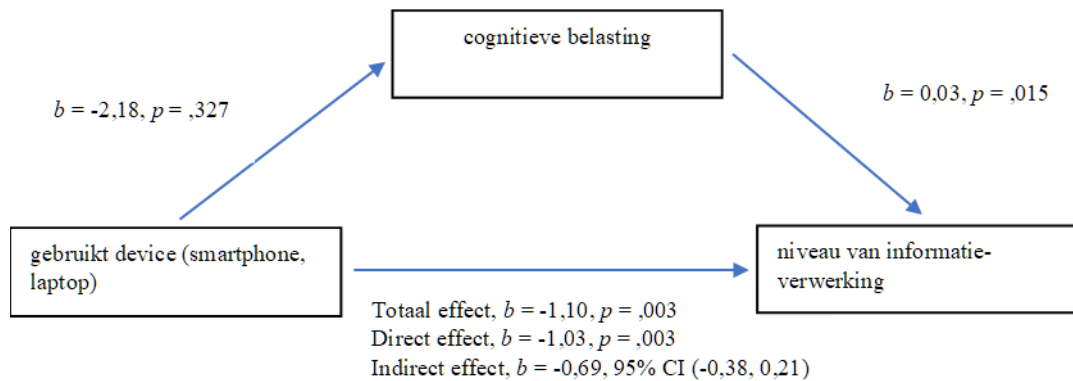 cognitieve belasting
b = -2,18, p = ,327
b = 0,03, p = ,015
gebruikt device (smartphone,
laptop)
niveau van informatie-
verwerking
Totaal effect, b = -1,10, p = ,003
Direct effect, b = -1,03, p = ,003
Indirect effect, b = -0,69, 95% CI (-0,38, 0,21)